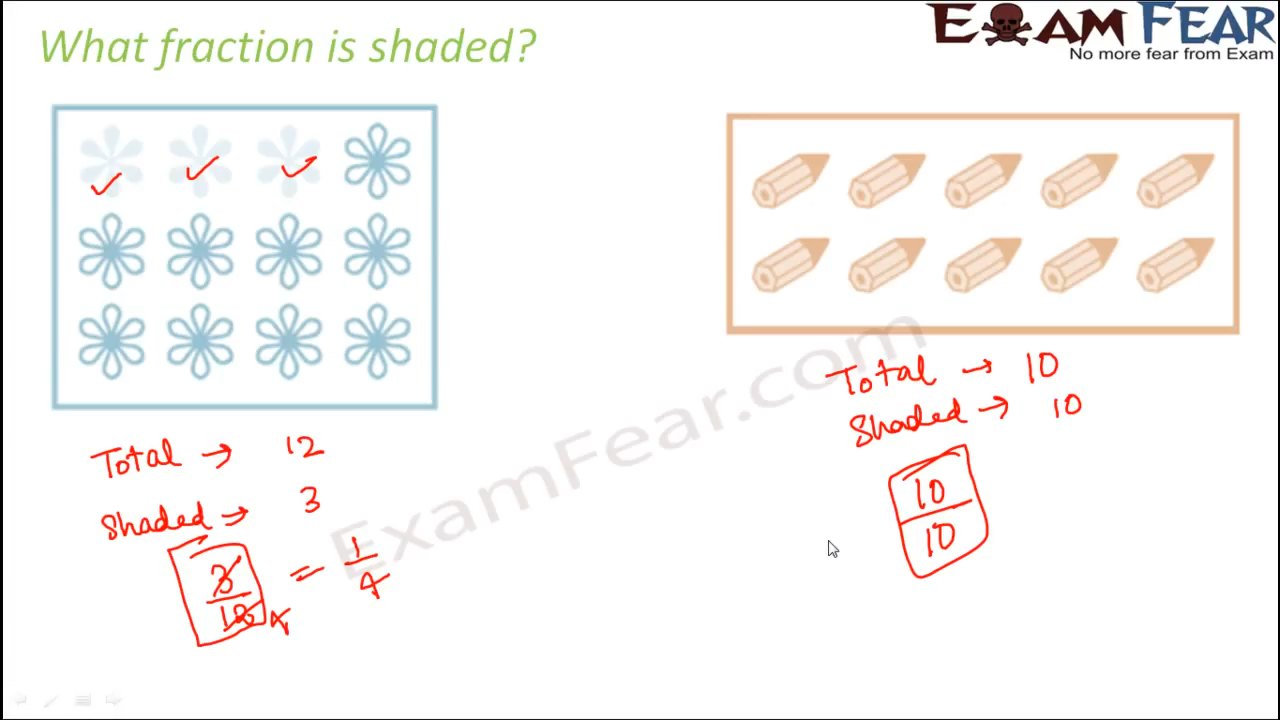 What fraction is shaded?
EXAM FEAR
No more fear from Exam
Total → 12
Shaded → 3
3/12 4 = 1/4
Total → 10
Shaded → 10
10/10
ExamFear.com